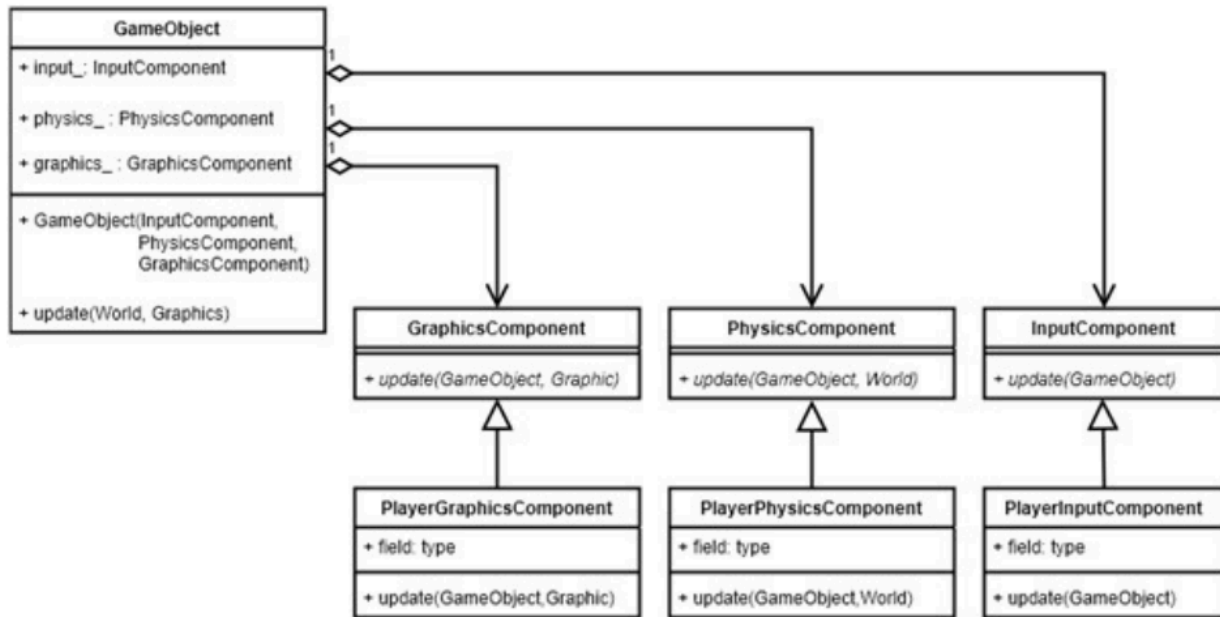 GameObject
+ input_: InputComponent
+ physics_ : PhysicsComponent
+ graphics_ : GraphicsComponent
+ GameObject(InputComponent,
PhysicsComponent,
GraphicsComponent)
+ update(World, Graphics)
1
1
1
GraphicsComponent
+ update(GameObject, Graphic)
PhysicsComponent
+ update(GameObject, World)
InputComponent
+ update(GameObject)
PlayerGraphicsComponent
+ field: type
+ update(GameObject,Graphic)
PlayerPhysicsComponent
+ field: type
+ update(GameObject,World)
PlayerInputComponent
+ field: type
+ update(GameObject)